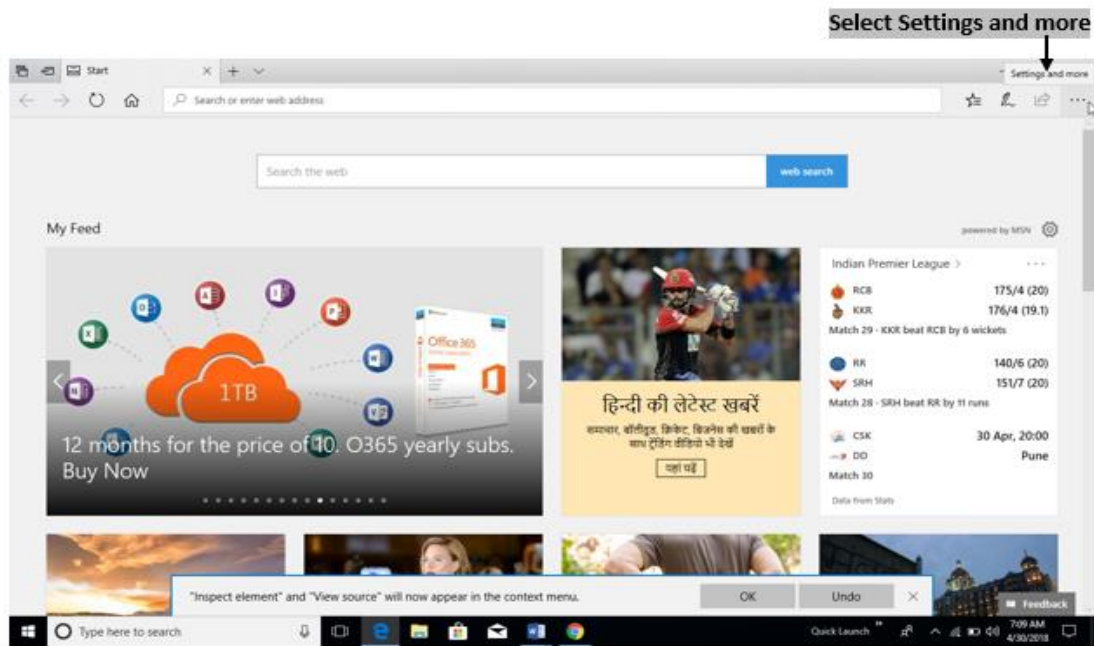 Select Settings and more
Start
Settings and more
Search or enter web address
Search the web
web search
My Feed
powered by MSN
1TB
Office 365
12 months for the price of 10. O365 yearly subs.
Buy Now
हिन्दी की लेटेस्ट खबरें
समाचार, बॉलीवुड, क्रिकेट, बिजनेस की खबरों के
साथ ट्रेंडिंग वीडियो भी देखें
यहां पढ़ें
Indian Premier League >
RCB 175/4 (20)
KKR 176/4 (19.1)
Match 29 - KKR beat RCB by 6 wickets
RR 140/6 (20)
SRH 151/7 (20)
Match 28 - SRH beat RR by 11 runs
CSK 30 Apr, 20:00
DD Pune
Match 30
Data from Stats
"Inspect element" and "View source" will now appear in the context menu.
OK
Undo
Feedback
Type here to search
Quick Launch
7:09 AM
4/30/2018